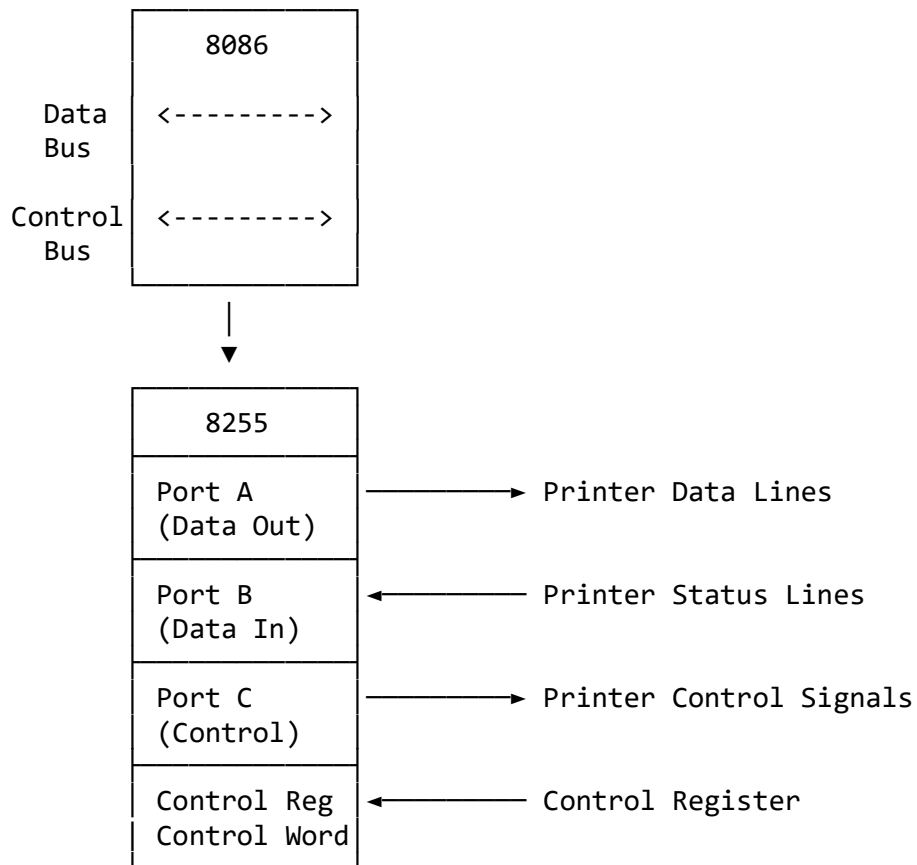 8086
Data <---------->
Bus
Control <---------->
Bus
8255
Port A Printer Data Lines
(Data Out)
Port B Printer Status Lines
(Data In)
Port C Printer Control Signals
(Control)
Control Reg Control Register
Control Word